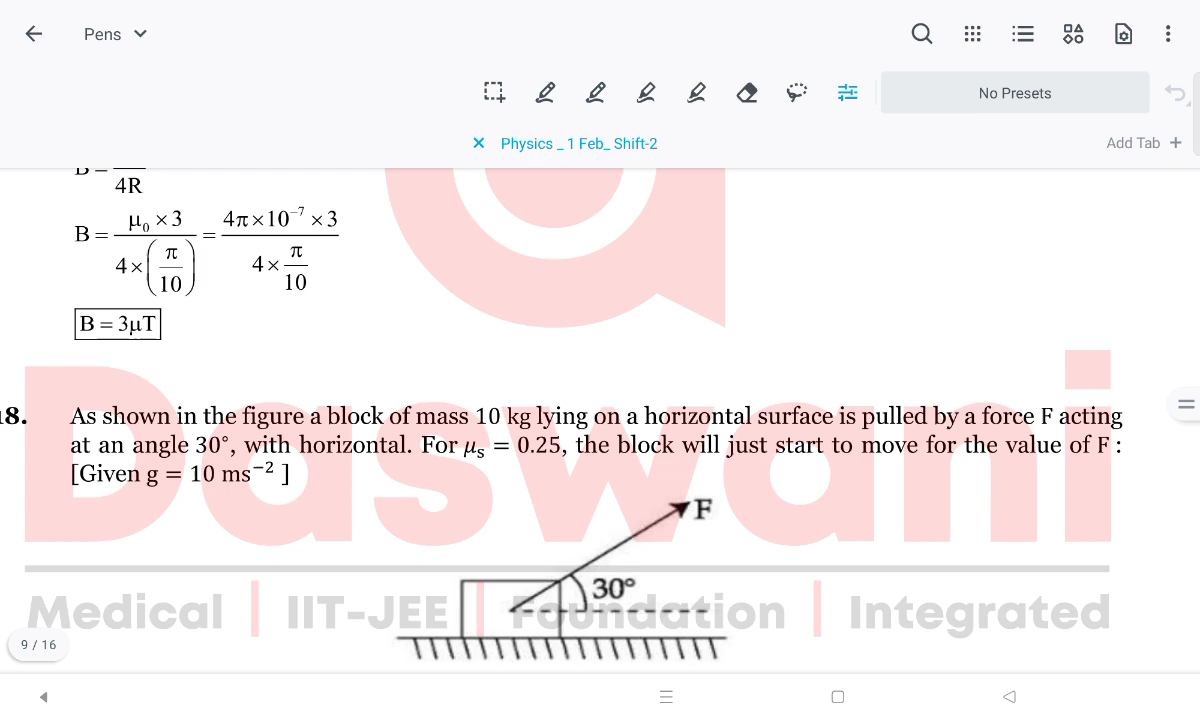 Pens
No Presets
Physics _ 1 Feb_ Shift-2
Add Tab +
4R
B = μ₀ × 3 / 4 × (π / 10) = 4π × 10⁻⁷ × 3 / 4 × π / 10
B = 3μT
18. As shown in the figure a block of mass 10 kg lying on a horizontal surface is pulled by a force F acting
at an angle 30°, with horizontal. For μₛ = 0.25, the block will just start to move for the value of F :
[Given g = 10 ms⁻² ]
F
30°
Daswani
Medical | IIT-JEE | Foundation | Integrated
9 / 16